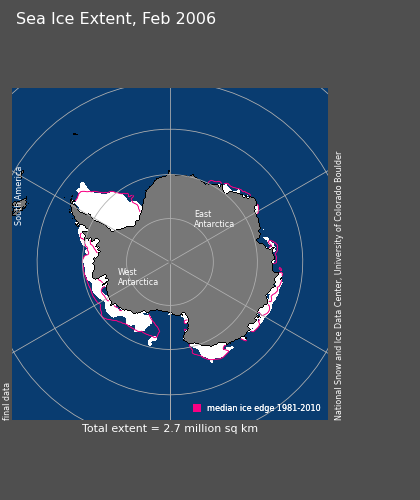 Sea Ice Extent, Feb 2006
South America
East
Antarctica
West
Antarctica
National Snow and Ice Data Center, University of Colorado Boulder
final data
median ice edge 1981-2010
Total extent = 2.7 million sq km